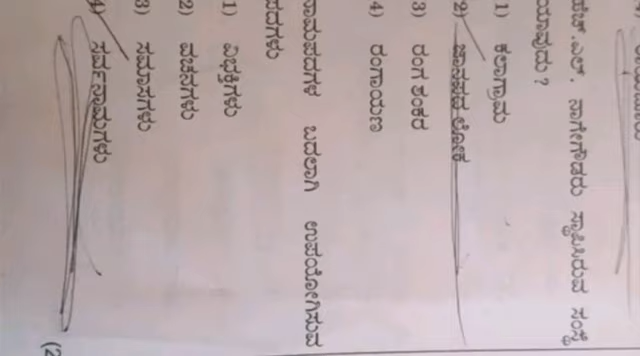 ಹೆಚ್.ಎಲ್. ನಾಗೇಗೌಡರು ಸ್ಥಾಪಿಸಿರುವ ಸಂಸ್ಥೆ
ಯಾವುದು ?
1) ಕಲಾಗ್ರಾಮ
2) ಜಾನಪದ ಲೋಕ
3) ರಂಗ ಶಂಕರ
4) ರಂಗಾಯಣ
ನಾಮಪದಗಳ ಬದಲಾಗಿ ಉಪಯೋಗಿಸುವ
ಪದಗಳು
1) ವಿಭಕ್ತಿಗಳು
2) ವಚನಗಳು
3) ಸಮಾಸಗಳು
4) ಸರ್ವನಾಮಗಳು
(2